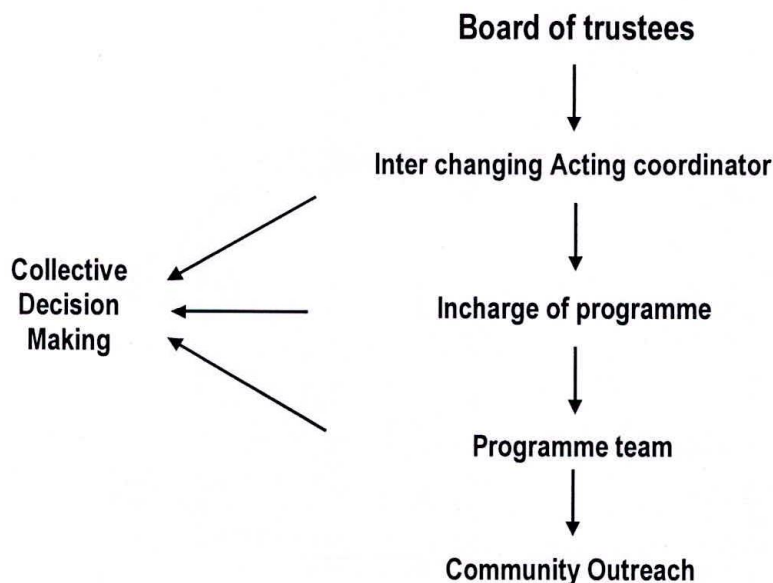 Board of trustees
Inter changing Acting coordinator
Collective
Decision
Making
Incharge of programme
Programme team
Community Outreach